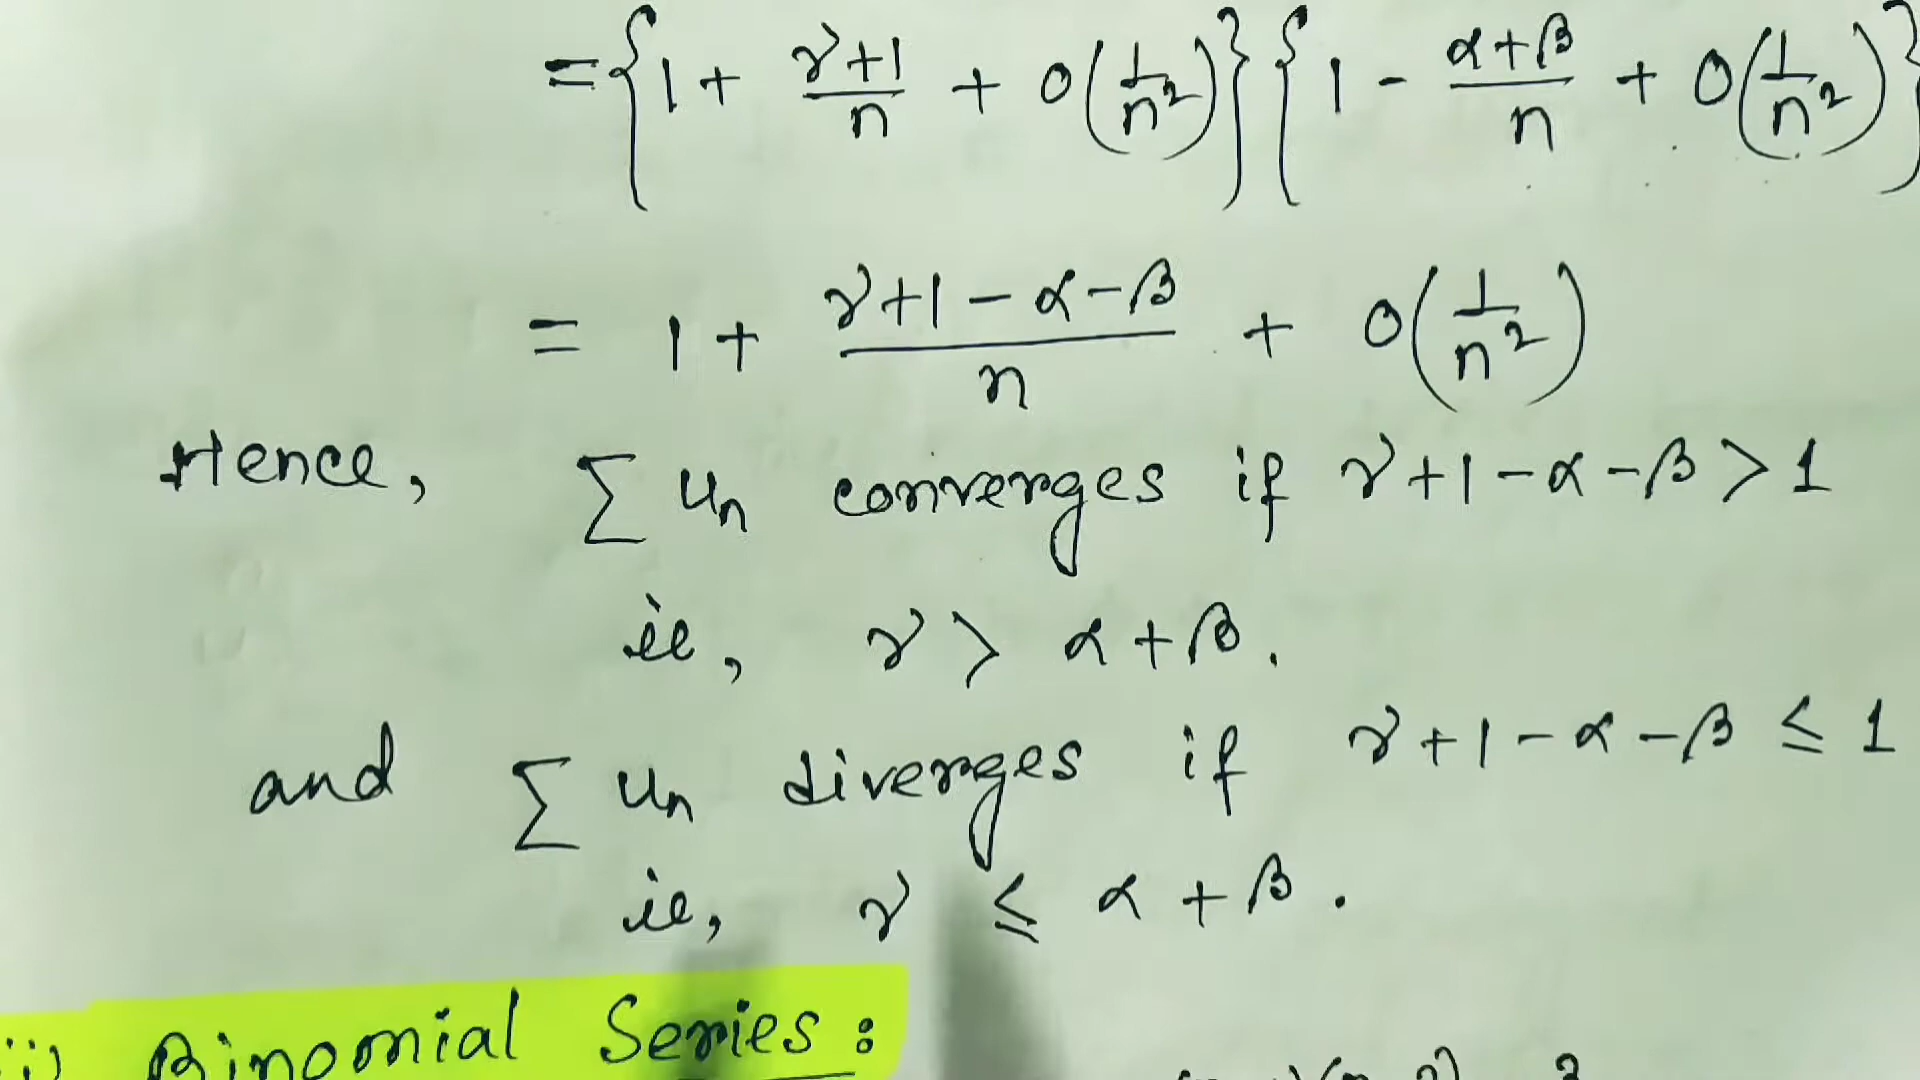 = {1 + γ+1/n + O(1/n²)} {1 - α+β/n + O(1/n²)}
= 1 + γ+1-α-β/n + O(1/n²)
Hence, Σ un converges if γ+1-α-β > 1
ie, γ > α+β.
and Σ un diverges if γ+1-α-β ≤ 1
ie, γ ≤ α+β.
ii) Binomial Series: